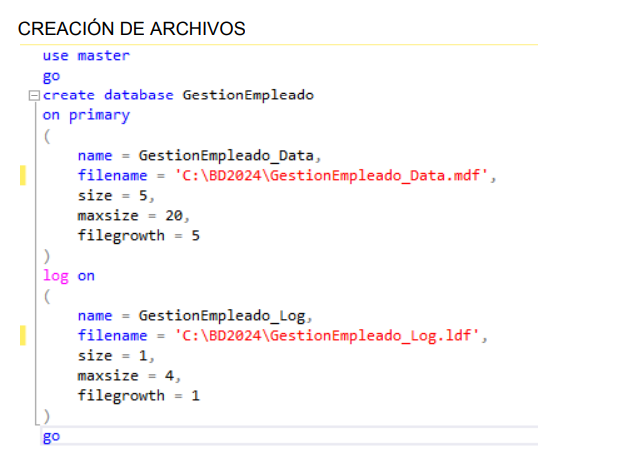 CREACIÓN DE ARCHIVOS
use master
go
create database GestionEmpleado
on primary
(
name = GestionEmpleado_Data,
filename = 'C:\BD2024\GestionEmpleado_Data.mdf',
size = 5,
maxsize = 20,
filegrowth = 5
)
log on
(
name = GestionEmpleado_Log,
filename = 'C:\BD2024\GestionEmpleado_Log.ldf',
size = 1,
maxsize = 4,
filegrowth = 1
)
go